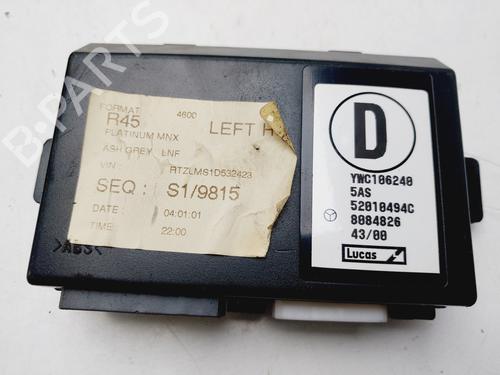 FORMAT
R45 4600
PLATINUM MNX LEFT H
ASH GREY LNF
VIN : RTZLMS1D532423
SEQ : S1/9815
DATE : 04:01:01
TIME: 22:00
>ABS<
D
YWC106240
5AS
52010494C
8084826
43/00
Lucas
B-PARTS